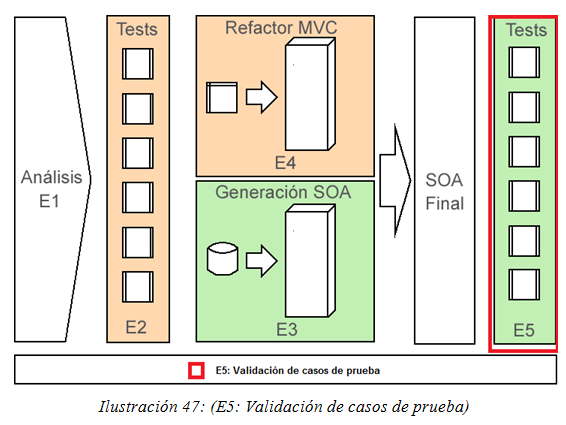 Análisis
E1
Tests
E2
Refactor MVC
E4
Generación SOA
E3
SOA
Final
Tests
E5
E5: Validación de casos de prueba
Ilustración 47: (E5: Validación de casos de prueba)